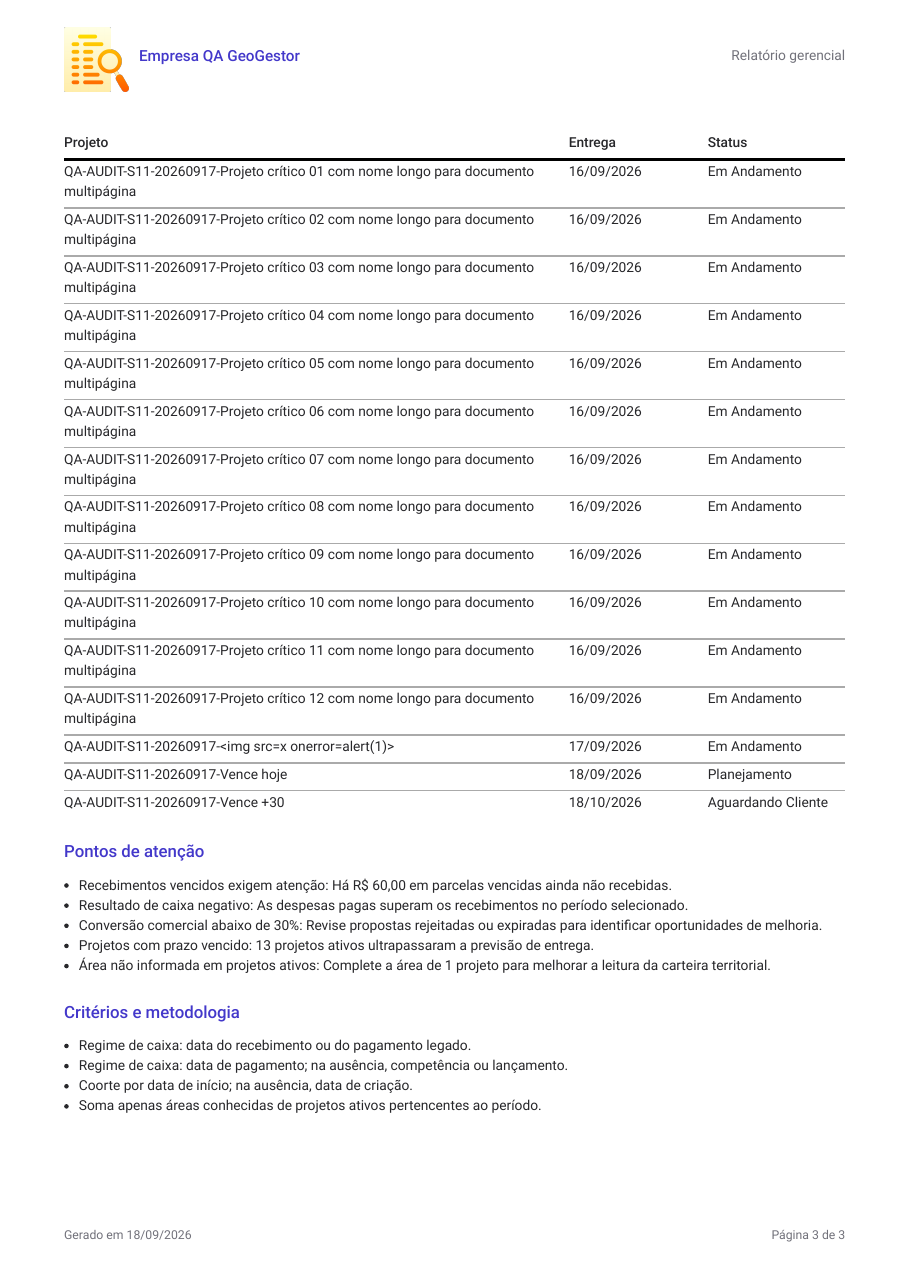 Empresa QA GeoGestor
Relatório gerencial
Projeto Entrega Status
QA-AUDIT-S11-20260917-Projeto crítico 01 com nome longo para documento 16/09/2026 Em Andamento
multipágina
QA-AUDIT-S11-20260917-Projeto crítico 02 com nome longo para documento 16/09/2026 Em Andamento
multipágina
QA-AUDIT-S11-20260917-Projeto crítico 03 com nome longo para documento 16/09/2026 Em Andamento
multipágina
QA-AUDIT-S11-20260917-Projeto crítico 04 com nome longo para documento 16/09/2026 Em Andamento
multipágina
QA-AUDIT-S11-20260917-Projeto crítico 05 com nome longo para documento 16/09/2026 Em Andamento
multipágina
QA-AUDIT-S11-20260917-Projeto crítico 06 com nome longo para documento 16/09/2026 Em Andamento
multipágina
QA-AUDIT-S11-20260917-Projeto crítico 07 com nome longo para documento 16/09/2026 Em Andamento
multipágina
QA-AUDIT-S11-20260917-Projeto crítico 08 com nome longo para documento 16/09/2026 Em Andamento
multipágina
QA-AUDIT-S11-20260917-Projeto crítico 09 com nome longo para documento 16/09/2026 Em Andamento
multipágina
QA-AUDIT-S11-20260917-Projeto crítico 10 com nome longo para documento 16/09/2026 Em Andamento
multipágina
QA-AUDIT-S11-20260917-Projeto crítico 11 com nome longo para documento 16/09/2026 Em Andamento
multipágina
QA-AUDIT-S11-20260917-Projeto crítico 12 com nome longo para documento 16/09/2026 Em Andamento
multipágina
QA-AUDIT-S11-20260917-<img src=x onerror=alert(1)> 17/09/2026 Em Andamento
QA-AUDIT-S11-20260917-Vence hoje 18/09/2026 Planejamento
QA-AUDIT-S11-20260917-Vence +30 18/10/2026 Aguardando Cliente
Pontos de atenção
• Recebimentos vencidos exigem atenção: Há R$ 60,00 em parcelas vencidas ainda não recebidas.
• Resultado de caixa negativo: As despesas pagas superam os recebimentos no período selecionado.
• Conversão comercial abaixo de 30%: Revise propostas rejeitadas ou expiradas para identificar oportunidades de melhoria.
• Projetos com prazo vencido: 13 projetos ativos ultrapassaram a previsão de entrega.
• Área não informada em projetos ativos: Complete a área de 1 projeto para melhorar a leitura da carteira territorial.
Critérios e metodologia
• Regime de caixa: data do recebimento ou do pagamento legado.
• Regime de caixa: data de pagamento; na ausência, competência ou lançamento.
• Coorte por data de início; na ausência, data de criação.
• Soma apenas áreas conhecidas de projetos ativos pertencentes ao período.
Gerado em 18/09/2026
Página 3 de 3